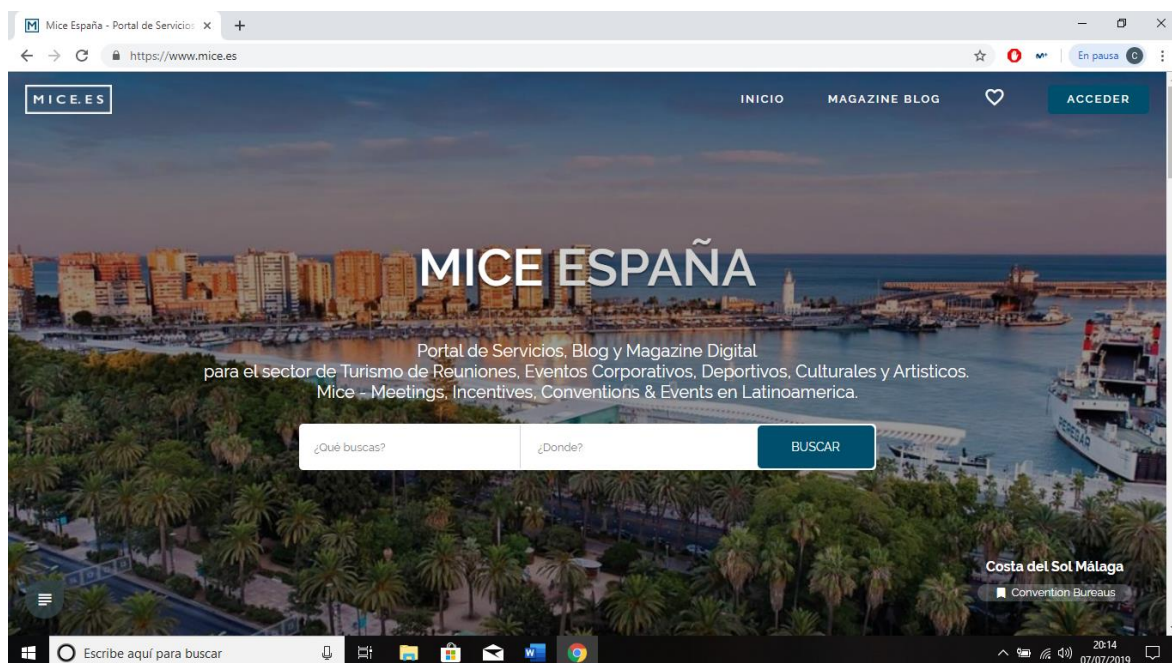 Mice España - Portal de Servicios
https://www.mice.es
En pausa
C
MICE.ES
INICIO
MAGAZINE BLOG
ACCEDER
MICE ESPAÑA
Portal de Servicios, Blog y Magazine Digital
para el sector de Turismo de Reuniones, Eventos Corporativos, Deportivos, Culturales y Artisticos.
Mice - Meetings, Incentives, Conventions & Events en Latinoamerica.
¿Qué buscas?
¿Donde?
BUSCAR
Costa del Sol Málaga
Convention Bureaus
Escribe aquí para buscar
20:14
07/07/2019